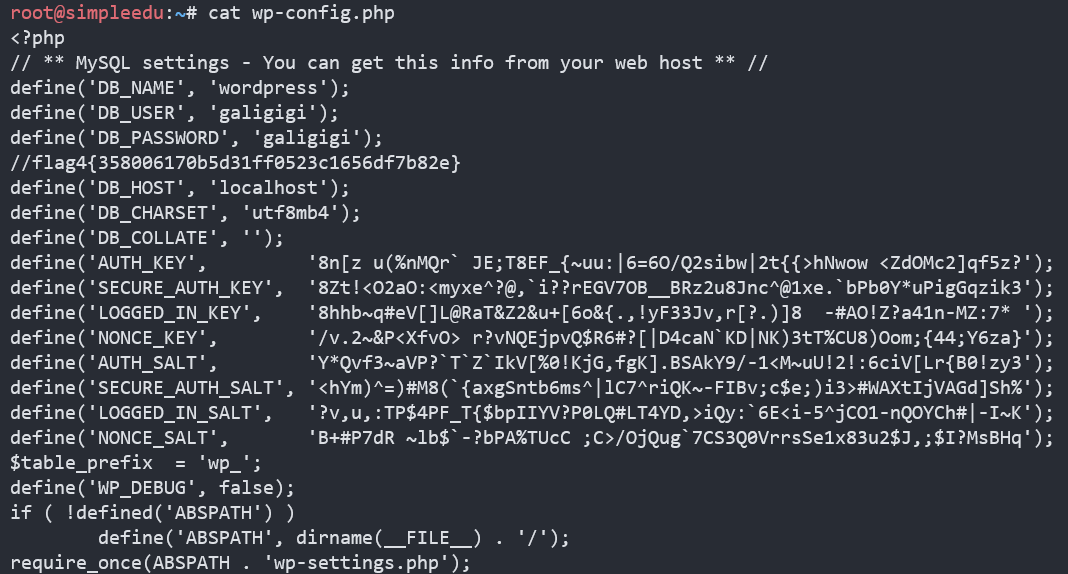 root@simpleedu:~# cat wp-config.php
<?php
// ** MySQL settings - You can get this info from your web host ** //
define('DB_NAME', 'wordpress');
define('DB_USER', 'galigigi');
define('DB_PASSWORD', 'galigigi');
//flag4{358006170b5d31ff0523c1656df7b82e}
define('DB_HOST', 'localhost');
define('DB_CHARSET', 'utf8mb4');
define('DB_COLLATE', '');
define('AUTH_KEY',         '8n[z u(%nMQr` JE;T8EF_{~uu:|6=6O/Q2sibw|2t{{>hNwow <ZdOMc2]qf5z?');
define('SECURE_AUTH_KEY',  '8Zt!<O2aO:<myxe^?@,`i??rEGV7OB__BRz2u8Jnc^@1xe.`bPb0Y*uPigGqzik3');
define('LOGGED_IN_KEY',    '8hhb~q#eV[]L@RaT&Z2&u+[6o&{.,!yF33Jv,r[?.)]8  -#AO!Z?a41n-MZ:7* ');
define('NONCE_KEY',        '/v.2~&P<XfvO> r?vNQEjpvQ$R6#?[|D4caN`KD|NK)3tT%CU8)Oom;{44;Y6za}');
define('AUTH_SALT',        'Y*Qvf3~aVP?`T`Z`IkV[%0!KjG,fgK].BSAkY9/-1<M~uU!2!:6ciV[Lr{B0!zy3');
define('SECURE_AUTH_SALT', '<hYm)^=)#M8(`{axgSntb6ms^|lC7^riQK~-FIBv;c$e;)i3>#WAXtIjVAGd]Sh%');
define('LOGGED_IN_SALT',   '?v,u,:TP$4PF_T{$bpIIYV?P0LQ#LT4YD,>iQy:`6E<i-5^jCO1-nQOYCh#|-I~K');
define('NONCE_SALT',       'B+#P7dR ~lb$`-?bPA%TUcC ;C>/OjQug`7CS3Q0VrrsSe1x83u2$J,;$I?MsBHq');
$table_prefix  = 'wp_';
define('WP_DEBUG', false);
if ( !defined('ABSPATH') )
        define('ABSPATH', dirname(__FILE__) . '/');
require_once(ABSPATH . 'wp-settings.php');